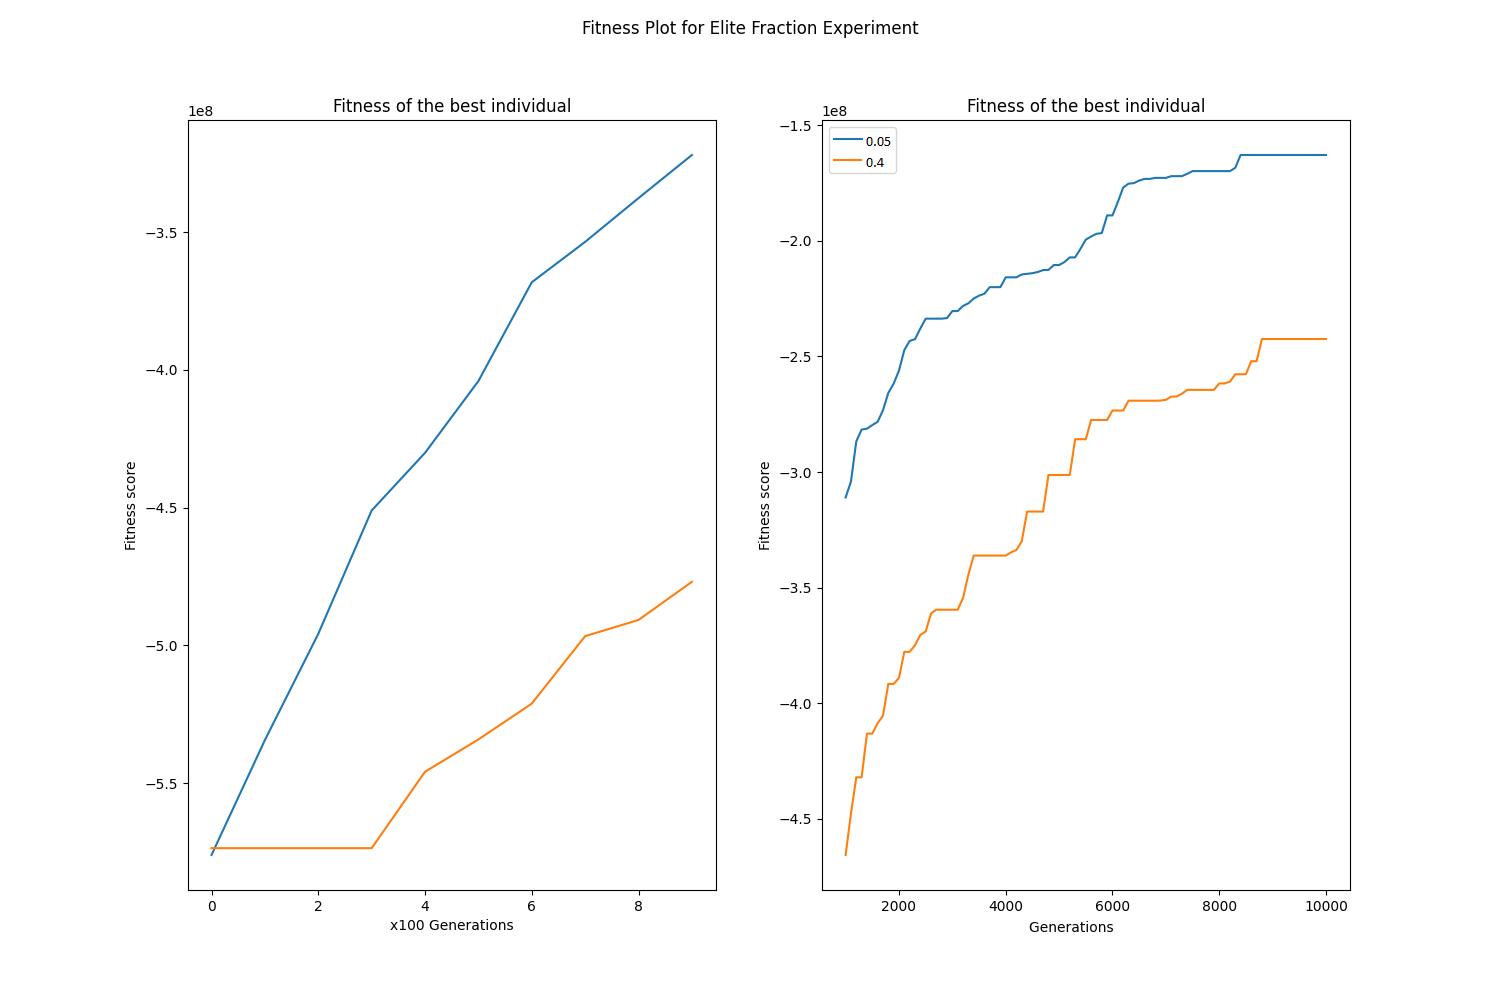 Fitness Plot for Elite Fraction Experiment
Fitness of the best individual
1e8
−3.5
−4.0
−4.5
−5.0
−5.5
Fitness score
0 2 4 6 8
x100 Generations
Fitness of the best individual
1e8
0.05
0.4
−1.5
−2.0
−2.5
−3.0
−3.5
−4.0
−4.5
Fitness score
2000 4000 6000 8000 10000
Generations